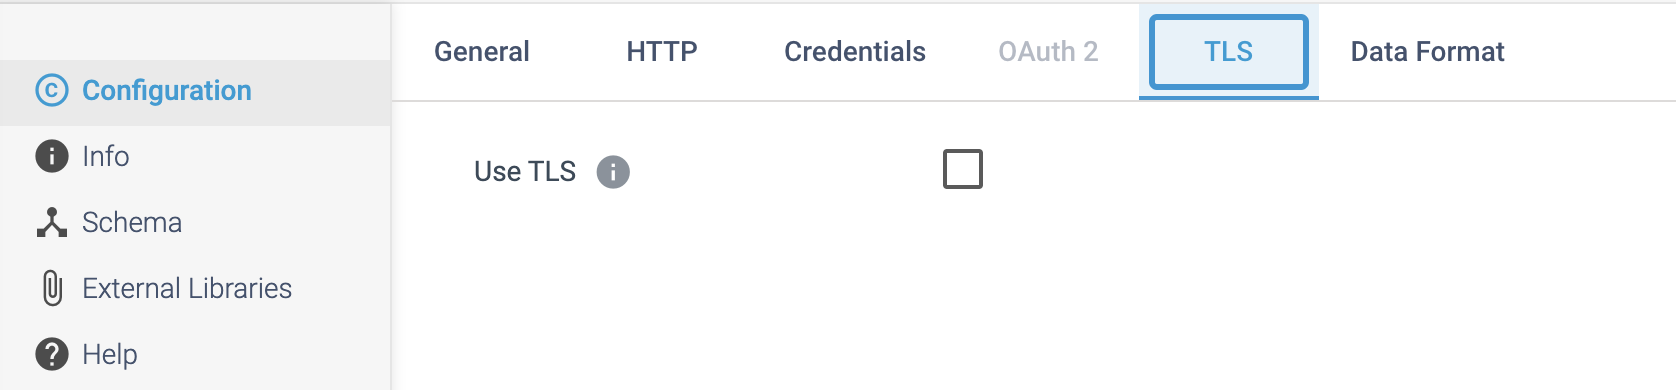 General HTTP Credentials OAuth 2 TLS Data Format
Configuration
Info
Schema
External Libraries
Help
Use TLS